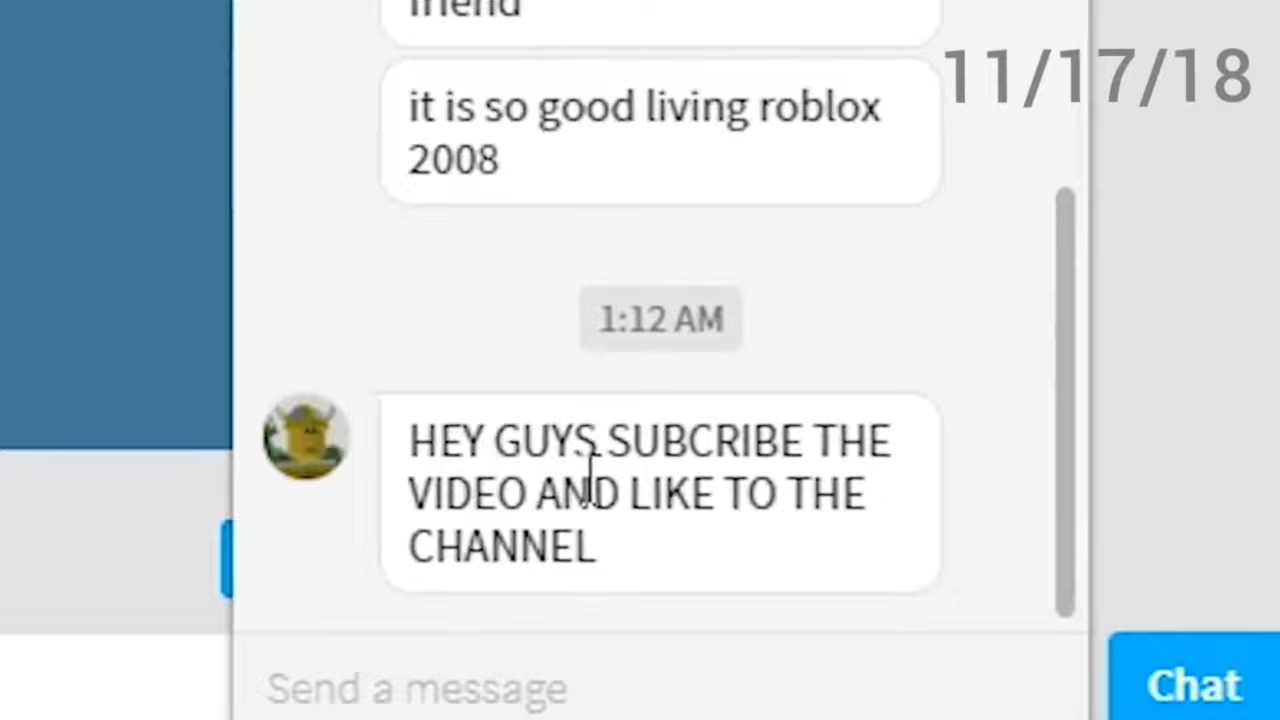 friend
it is so good living roblox
2008
11/17/18
1:12 AM
HEY GUYS SUBCRIBE THE
VIDEO AND LIKE TO THE
CHANNEL
Send a message
Chat